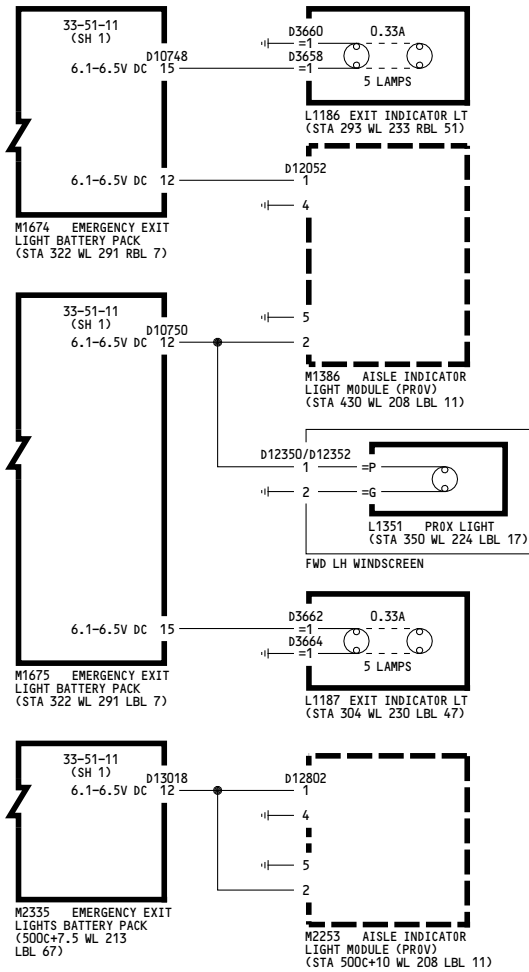 33-51-11
(SH 1)
D10748
6.1-6.5V DC 15
D3660
=1
D3658
=1
0.33A
5 LAMPS
L1186 EXIT INDICATOR LT
(STA 293 WL 233 RBL 51)
6.1-6.5V DC 12
D12052
1
4
5
2
M1674 EMERGENCY EXIT
LIGHT BATTERY PACK
(STA 322 WL 291 RBL 7)
33-51-11
(SH 1)
D10750
6.1-6.5V DC 12
M1386 AISLE INDICATOR
LIGHT MODULE (PROV)
(STA 430 WL 208 LBL 11)
D12350/D12352
1 =P
2 =G
L1351 PROX LIGHT
(STA 350 WL 224 LBL 17)
FWD LH WINDSCREEN
6.1-6.5V DC 15
D3662
=1
D3664
=1
0.33A
5 LAMPS
L1187 EXIT INDICATOR LT
(STA 304 WL 230 LBL 47)
M1675 EMERGENCY EXIT
LIGHT BATTERY PACK
(STA 322 WL 291 LBL 7)
33-51-11
(SH 1)
D13018
6.1-6.5V DC 12
D12802
1
4
5
2
M2335 EMERGENCY EXIT
LIGHTS BATTERY PACK
(500C+7.5 WL 213
LBL 67)
M2253 AISLE INDICATOR
LIGHT MODULE (PROV)
(STA 500C+10 WL 208 LBL 11)